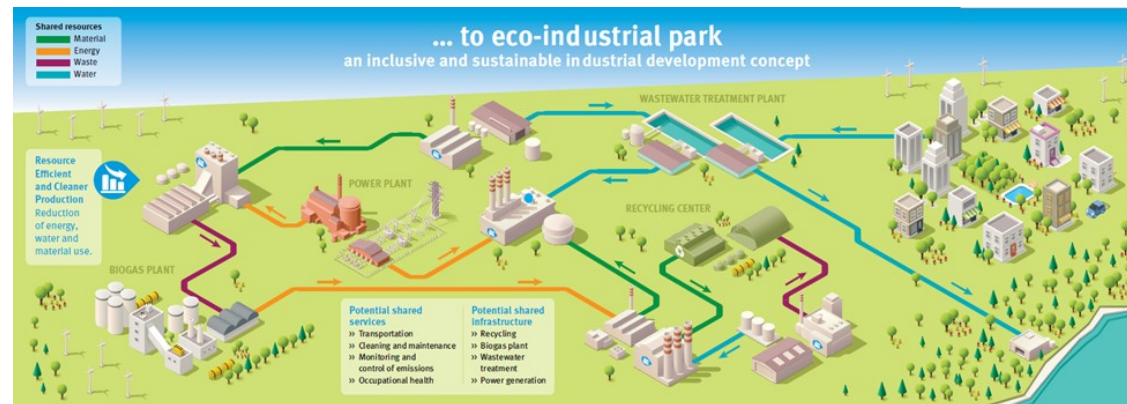 Shared resources
Material
Energy
Waste
Water
... to eco-industrial park
an inclusive and sustainable industrial development concept
WASTEWATER TREATMENT PLANT
Resource
Efficient
and Cleaner
Production
Reduction
of energy,
water and
material use.
POWER PLANT
RECYCLING CENTER
BIOGAS PLANT
Potential shared
services
» Transportation
» Cleaning and maintenance
» Monitoring and
control of emissions
» Occupational health
Potential shared
infrastructure
» Recycling
» Biogas plant
» Wastewater
treatment
» Power generation